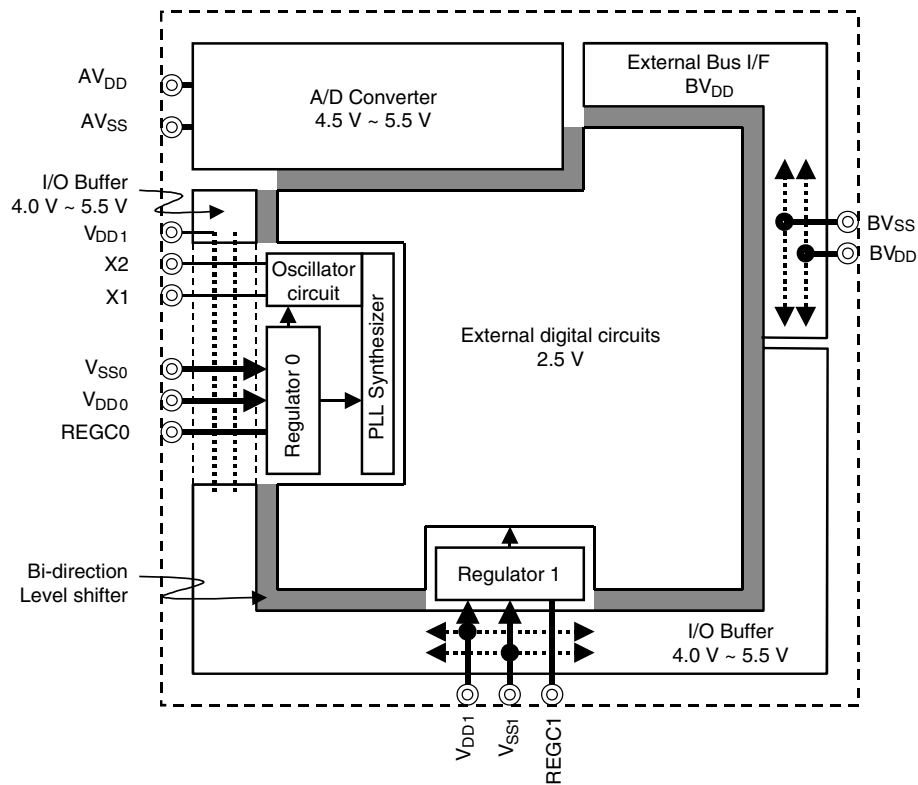 AVDD
AVSS
A/D Converter
4.5 V ~ 5.5 V
External Bus I/F
BVDD
I/O Buffer
4.0 V ~ 5.5 V
VDD1
X2
X1
Oscillator
circuit
PLL Synthesizer
Regulator 0
VSS0
VDD0
REGC0
External digital circuits
2.5 V
BVSS
BVDD
Bi-direction
Level shifter
Regulator 1
I/O Buffer
4.0 V ~ 5.5 V
VDD1
VSS1
REGC1